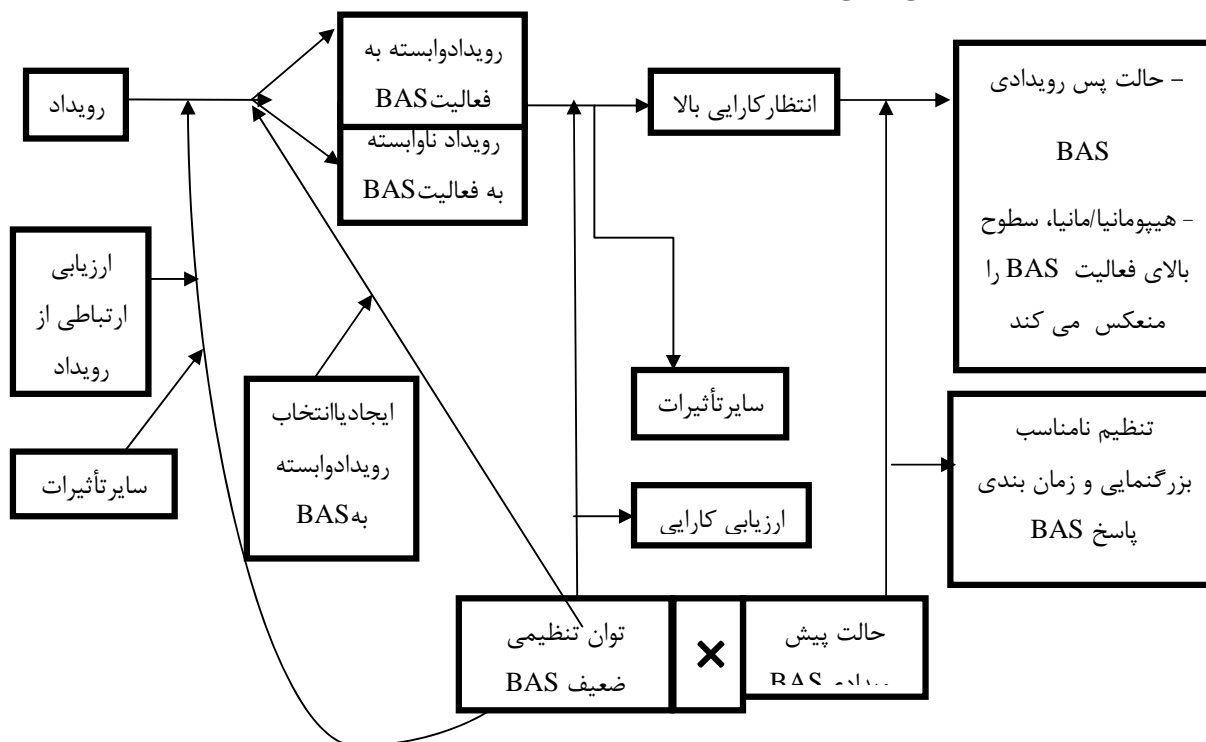 رویدادوابسته به
فعالیتBAS
رویداد ناوابسته
به فعالیتBAS
رویداد
انتظارکارایی بالا
- حالت پس رویدادی
BAS
- هیپومانیا/مانیا، سطوح
بالای فعالیت BAS را
منعکس می کند
ارزیابی
ارتباطی از
رویداد
سایرتأثیرات
ایجادیاانتخاب
رویدادوابسته
بهBAS
سایرتأثیرات
ارزیابی کارایی
تنظیم نامناسب
بزرگنمایی و زمان بندی
پاسخ BAS
توان تنظیمی
ضعیف BAS
×
حالت پیش
BAS